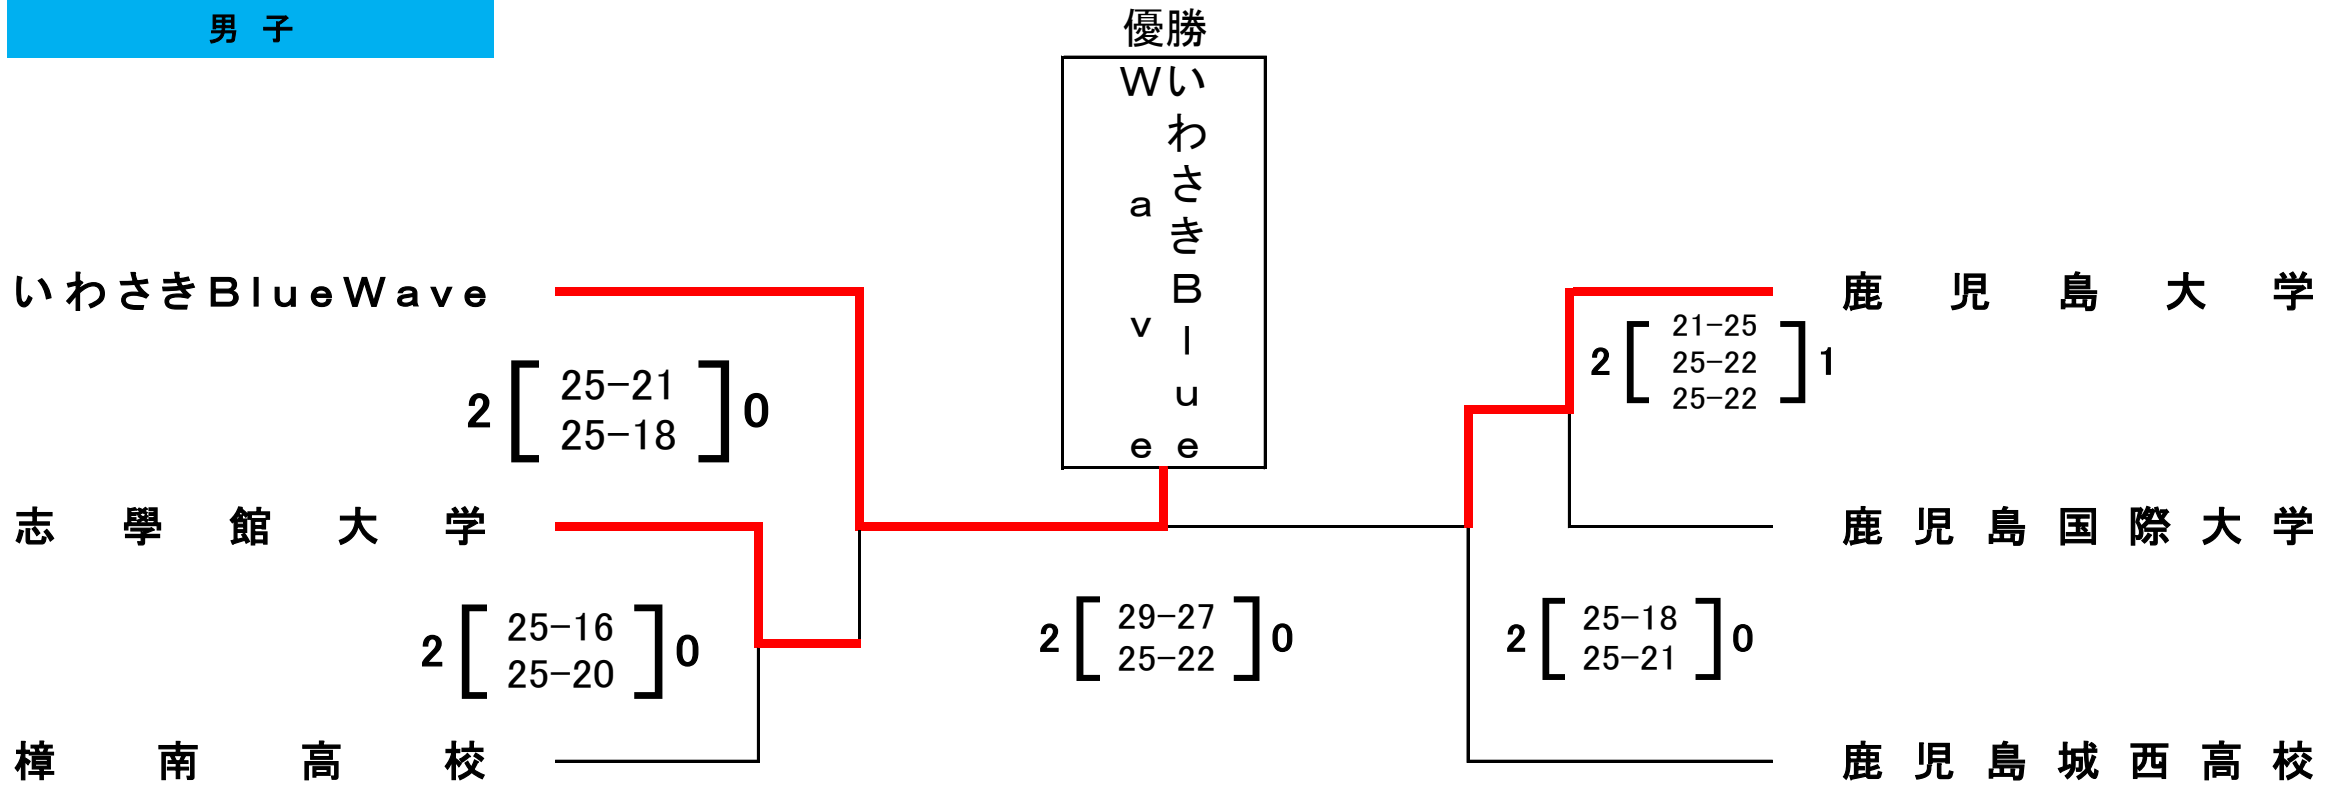 男 子
優勝
いわさきBlue
Wave
いわさきBlueWave
鹿児島大学
2 [ 21-25 ] 1
25-22
25-22
2 [ 25-21 ] 0
25-18
志學館大学
鹿児島国際大学
2 [ 25-16 ] 0
25-20
2 [ 29-27 ] 0
25-22
2 [ 25-18 ] 0
25-21
樟南高校
鹿児島城西高校